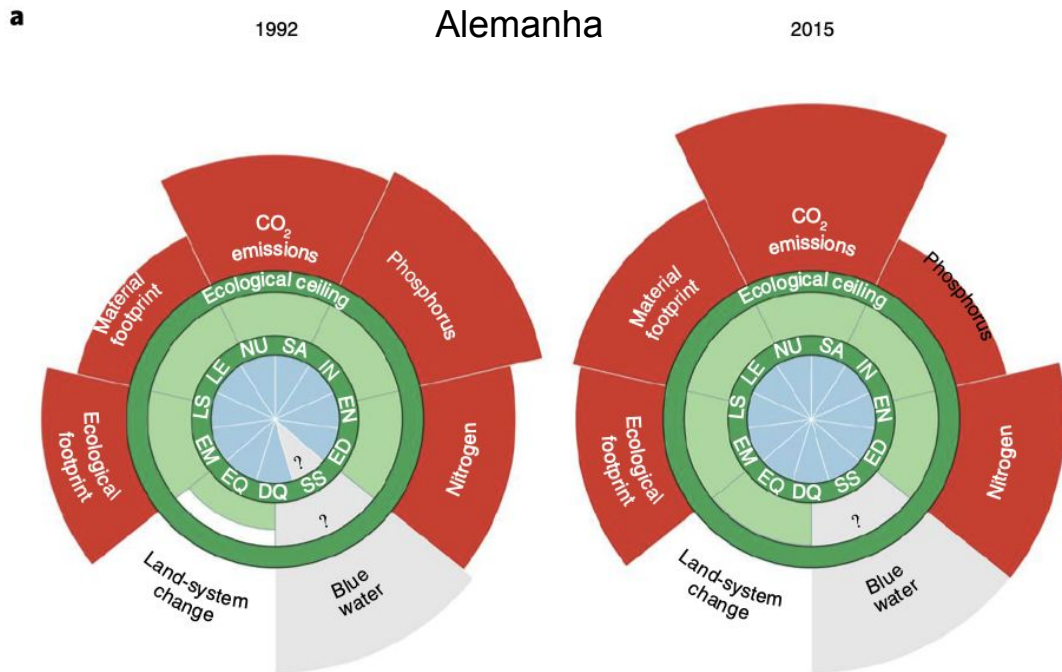 a
1992
Alemanha
2015
CO2
emissions
Phosphorus
Material
footprint
Ecological ceiling
NU
SA
IN
EN
ED
SS
DQ
EQ
EM
LS
LE
?
?
Nitrogen
Ecological
footprint
Land-system
change
Blue
water
CO2
emissions
Phosphorus
Material
footprint
Ecological ceiling
NU
SA
IN
EN
ED
SS
DQ
EQ
EM
LS
LE
?
Nitrogen
Ecological
footprint
Land-system
change
Blue
water